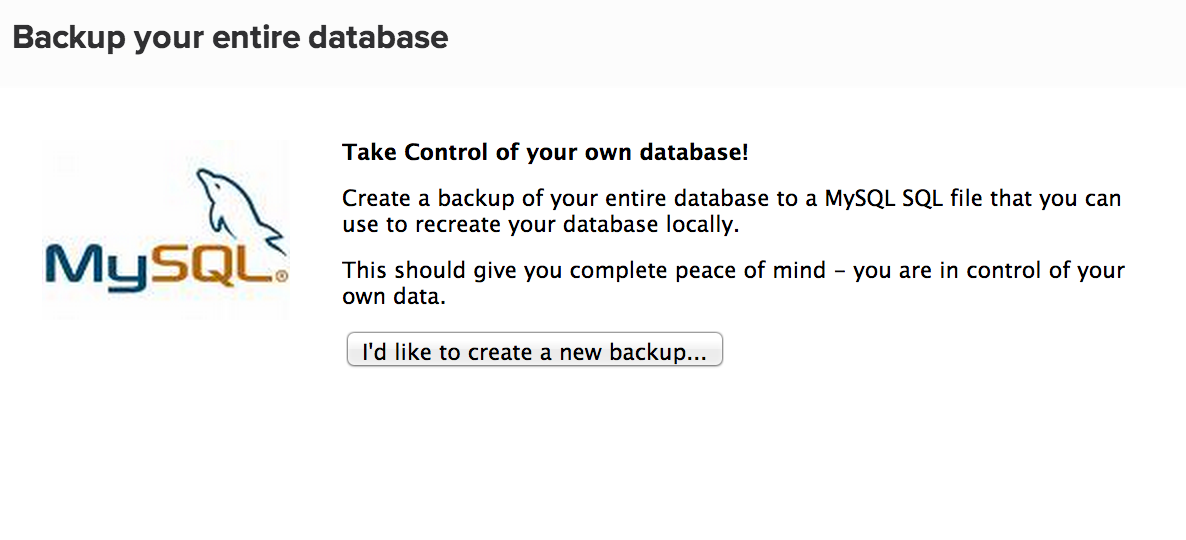 Backup your entire database
Take Control of your own database!
Create a backup of your entire database to a MySQL SQL file that you can
use to recreate your database locally.
This should give you complete peace of mind – you are in control of your
own data.
MySQL®
I'd like to create a new backup...